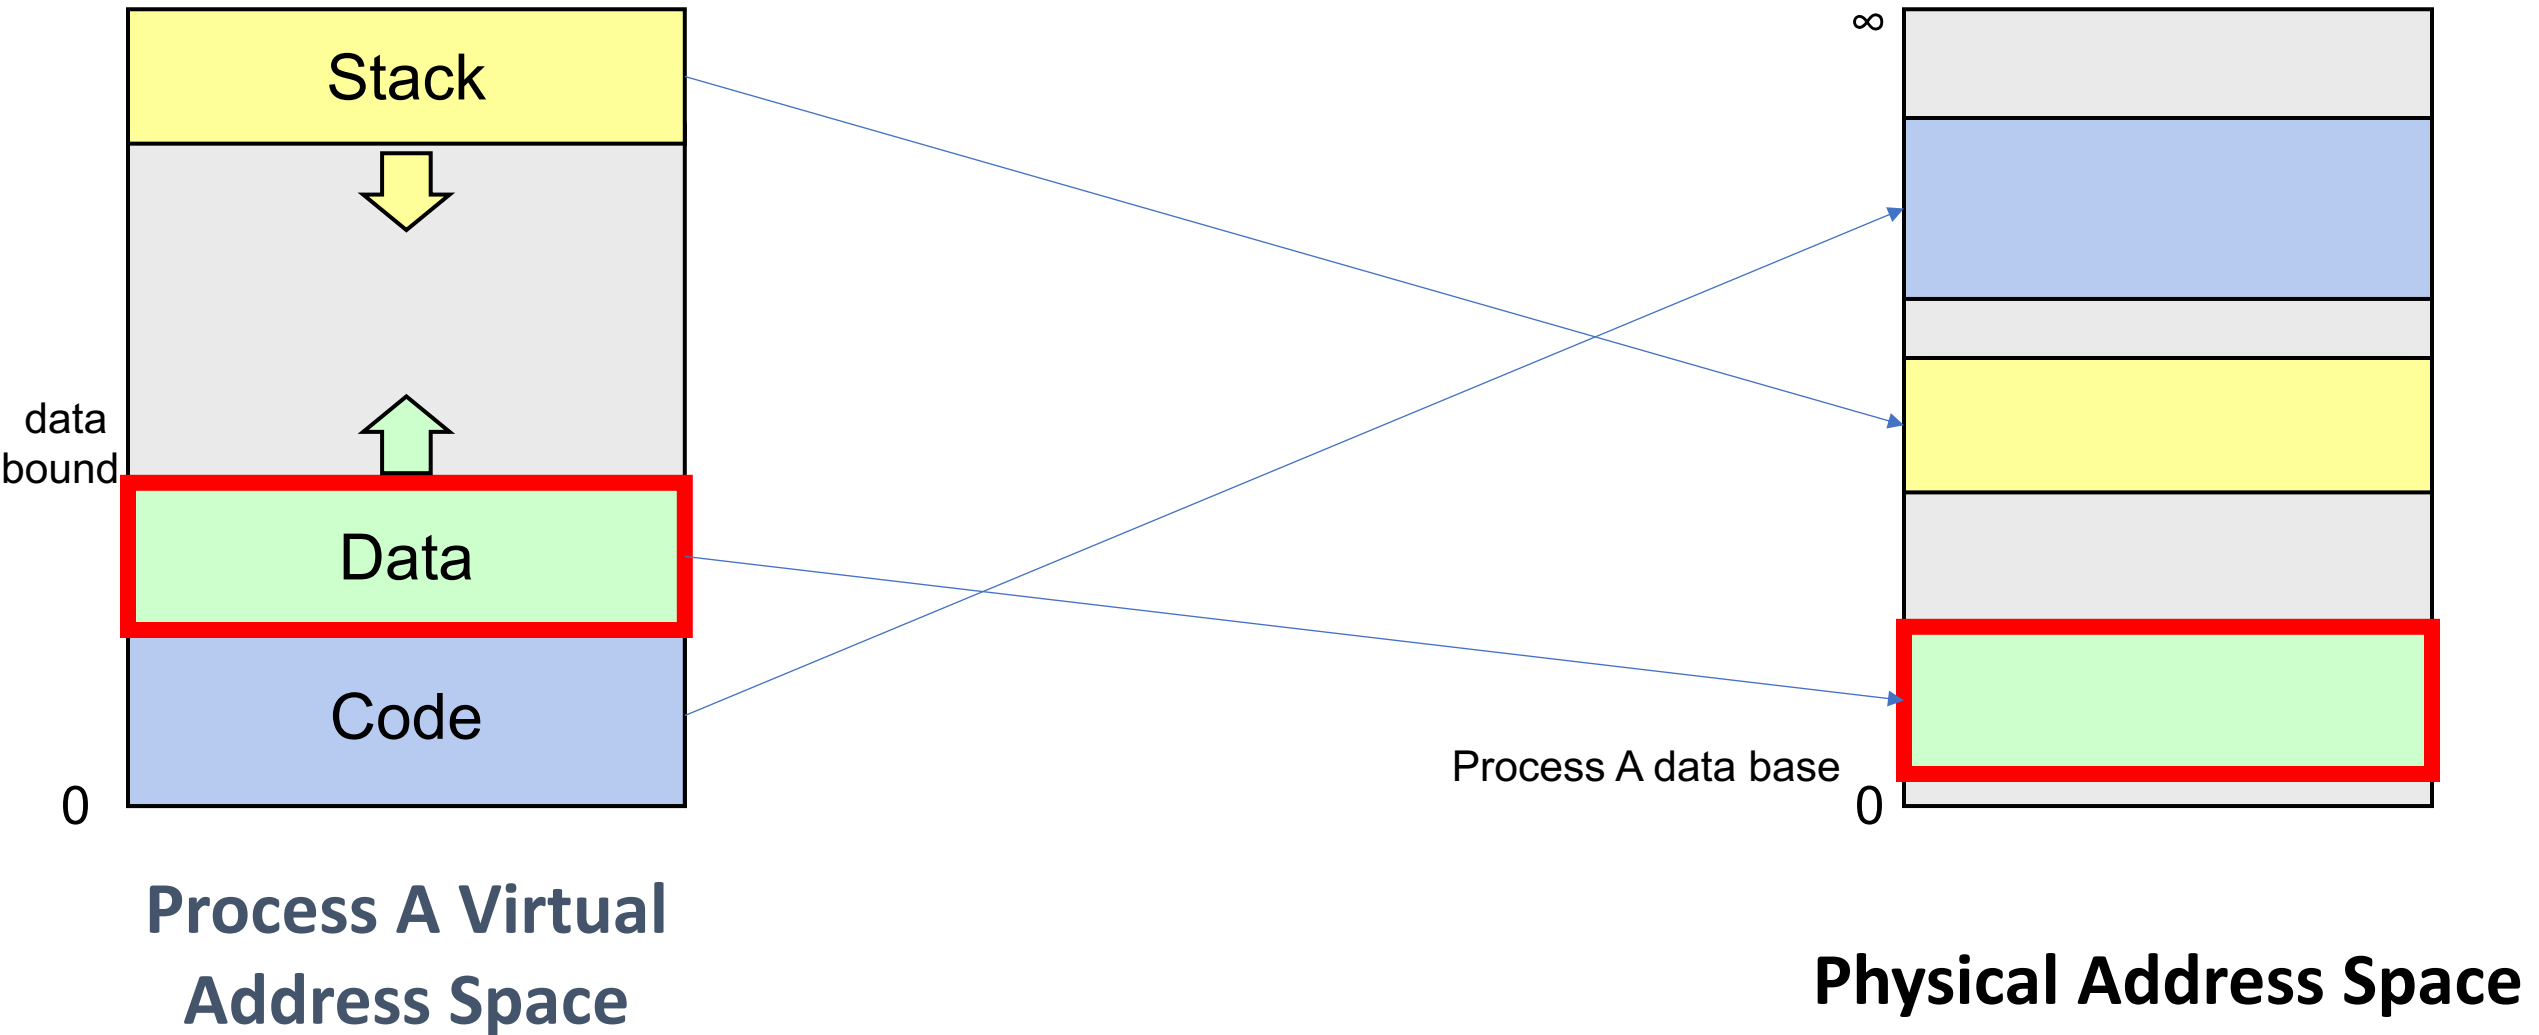 Stack
data
bound
Data
Code
0
Process A Virtual
Address Space
∞
Process A data base
0
Physical Address Space